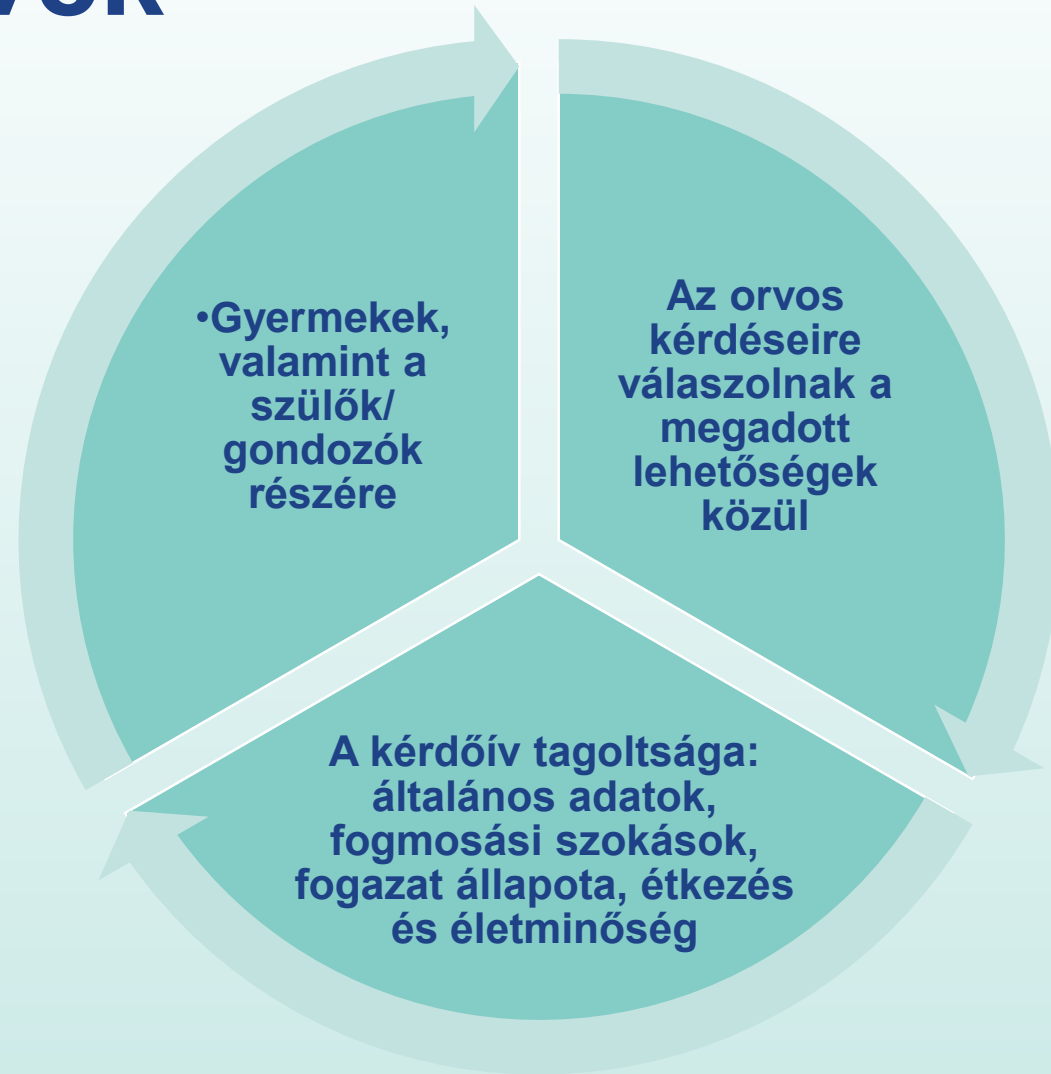 •Gyermekek,
valamint a
szülők/
gondozók
részére
Az orvos
kérdéseire
válaszolnak a
megadott
lehetőségek
közül
A kérdőív tagoltsága:
általános adatok,
fogmosási szokások,
fogazat állapota, étkezés
és életminőség